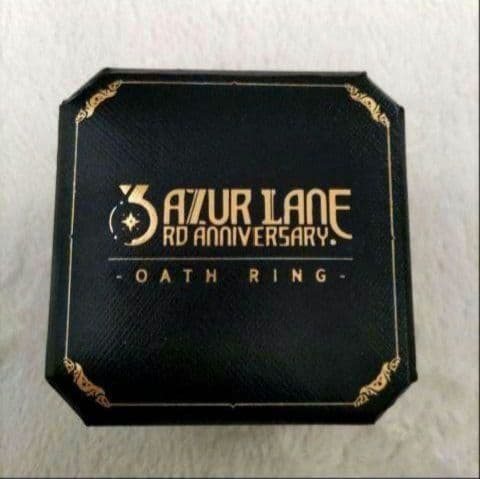 3 AZUR LANE
RD ANNIVERSARY.
-OATH RING-